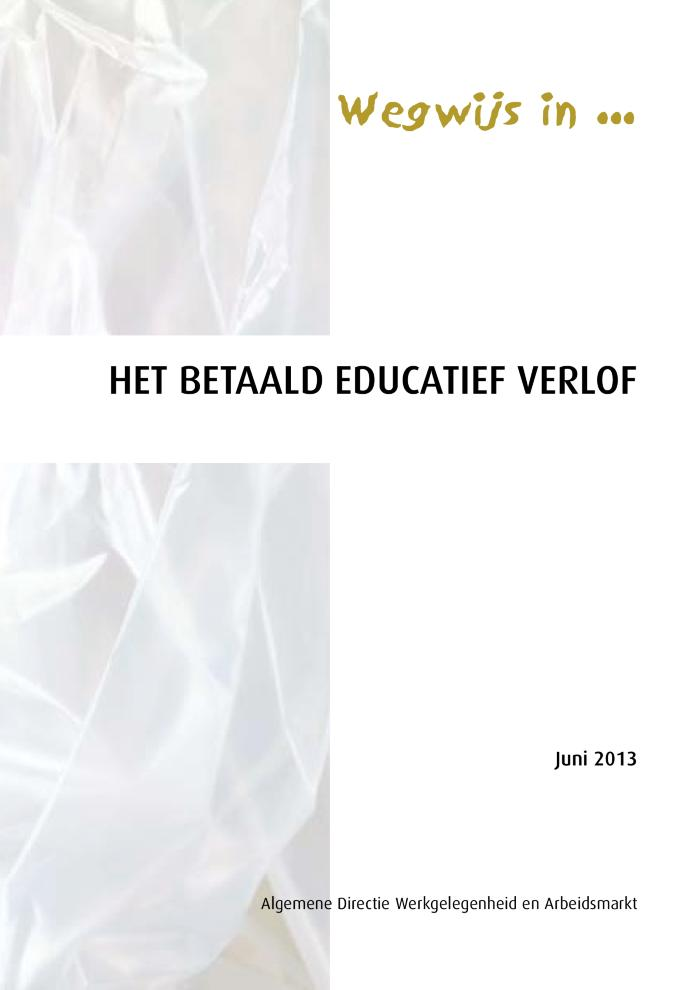 Wegwijs in ...
HET BETAALD EDUCATIEF VERLOF
Juni 2013
Algemene Directie Werkgelegenheid en Arbeidsmarkt